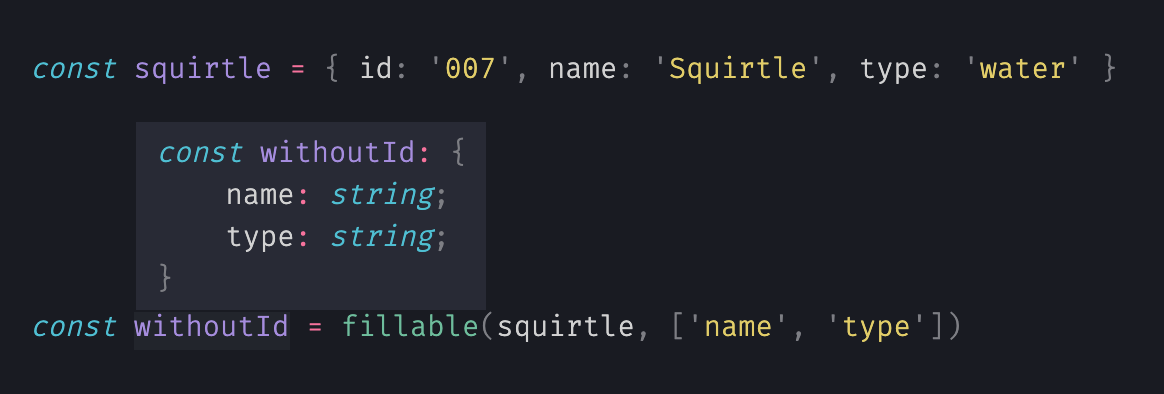 const squirtle = { id: '007', name: 'Squirtle', type: 'water' }
const withoutId: {
name: string;
type: string;
}
const withoutId = fillable(squirtle, ['name', 'type'])